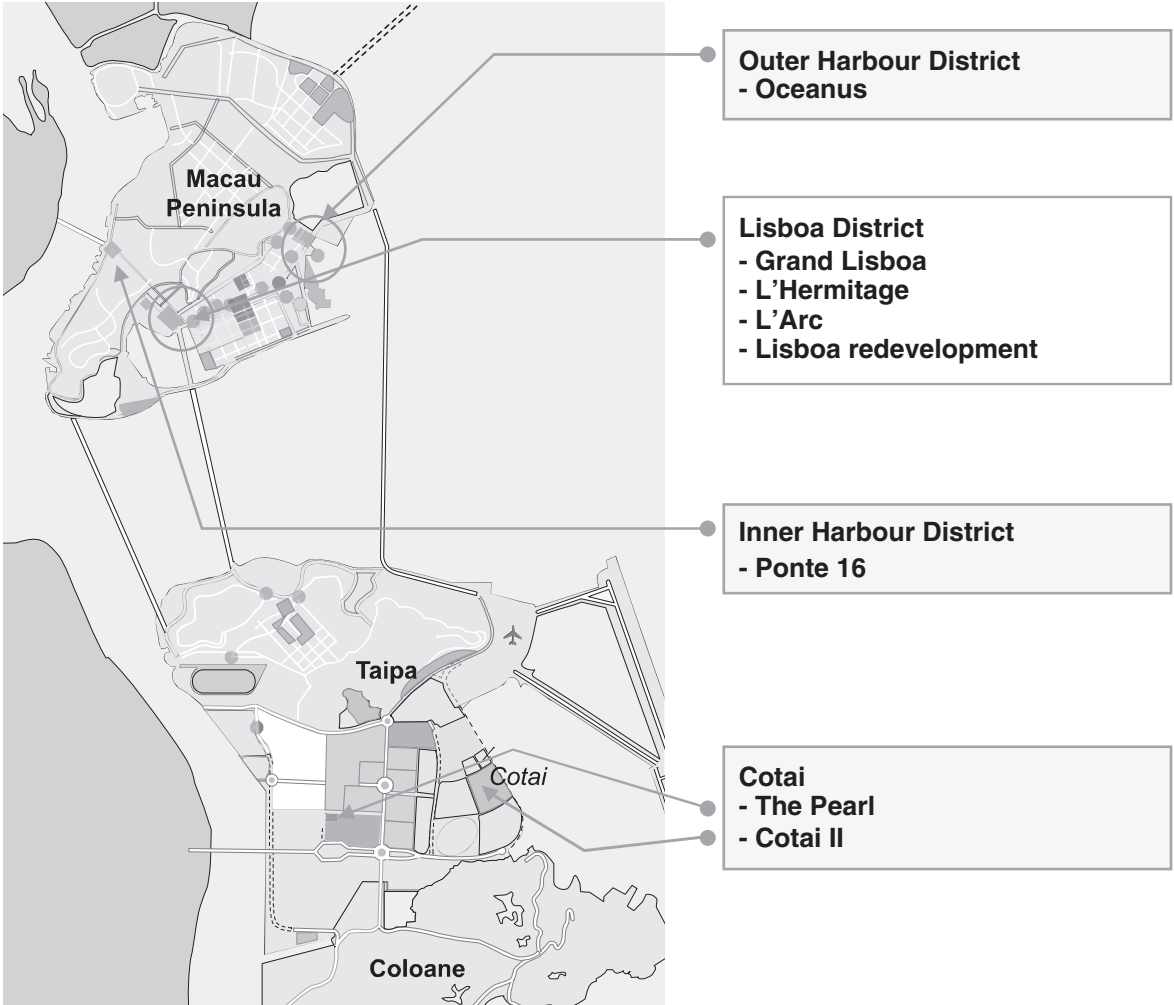 Outer Harbour District
- Oceanus
Macau
Peninsula
Lisboa District
- Grand Lisboa
- L'Hermitage
- L'Arc
- Lisboa redevelopment
Inner Harbour District
- Ponte 16
Taipa
Cotai
Cotai
- The Pearl
- Cotai II
Coloane